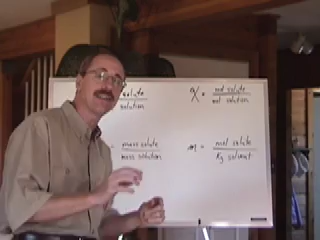 solute
solution
X = mol solute
mol solution
= mass solute
mass solution
m = mol solute
Kg solvent